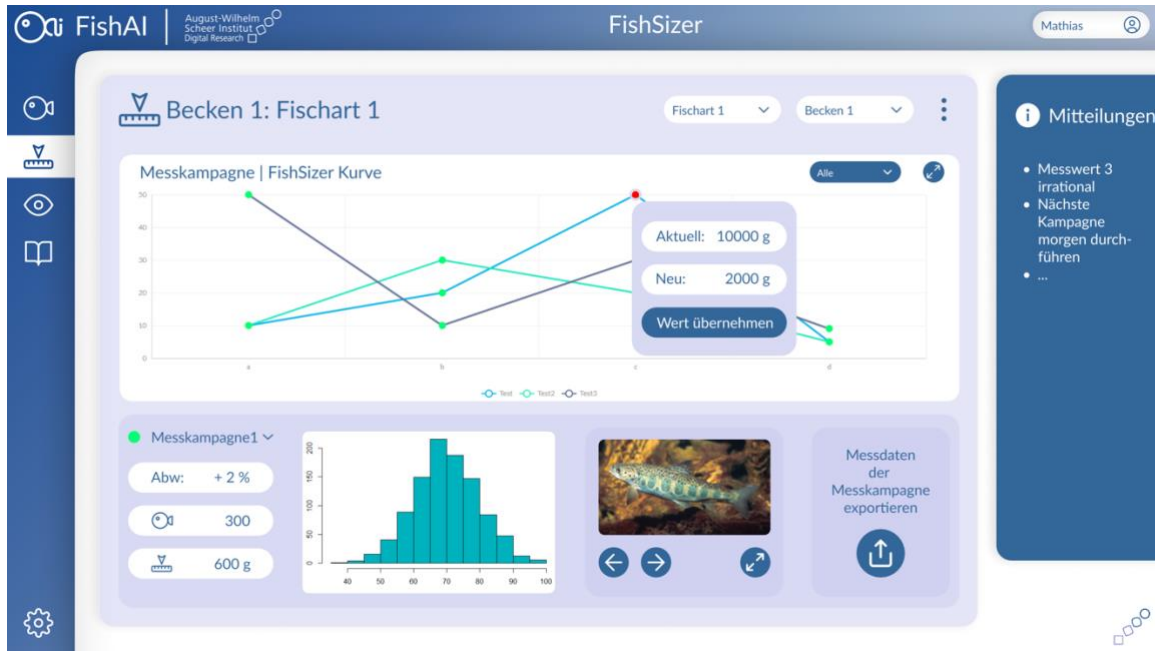 FishAI
August-Wilhelm
Scheer Institut
Digital Research
FishSizer
Mathias
Becken 1: Fischart 1
Fischart 1
Becken 1
Messkampagne | FishSizer Kurve
Alle
50
40
30
20
10
0
a
b
c
d
Test
Test2
Test3
Aktuell: 10000 g
Neu: 2000 g
Wert übernehmen
Messkampagne1
Abw: + 2 %
300
600 g
200
150
100
50
0
40 50 60 70 80 90 100
Messdaten
der
Messkampagne
exportieren
Mitteilungen
• Messwert 3
irrational
• Nächste
Kampagne
morgen durch-
führen
• ...